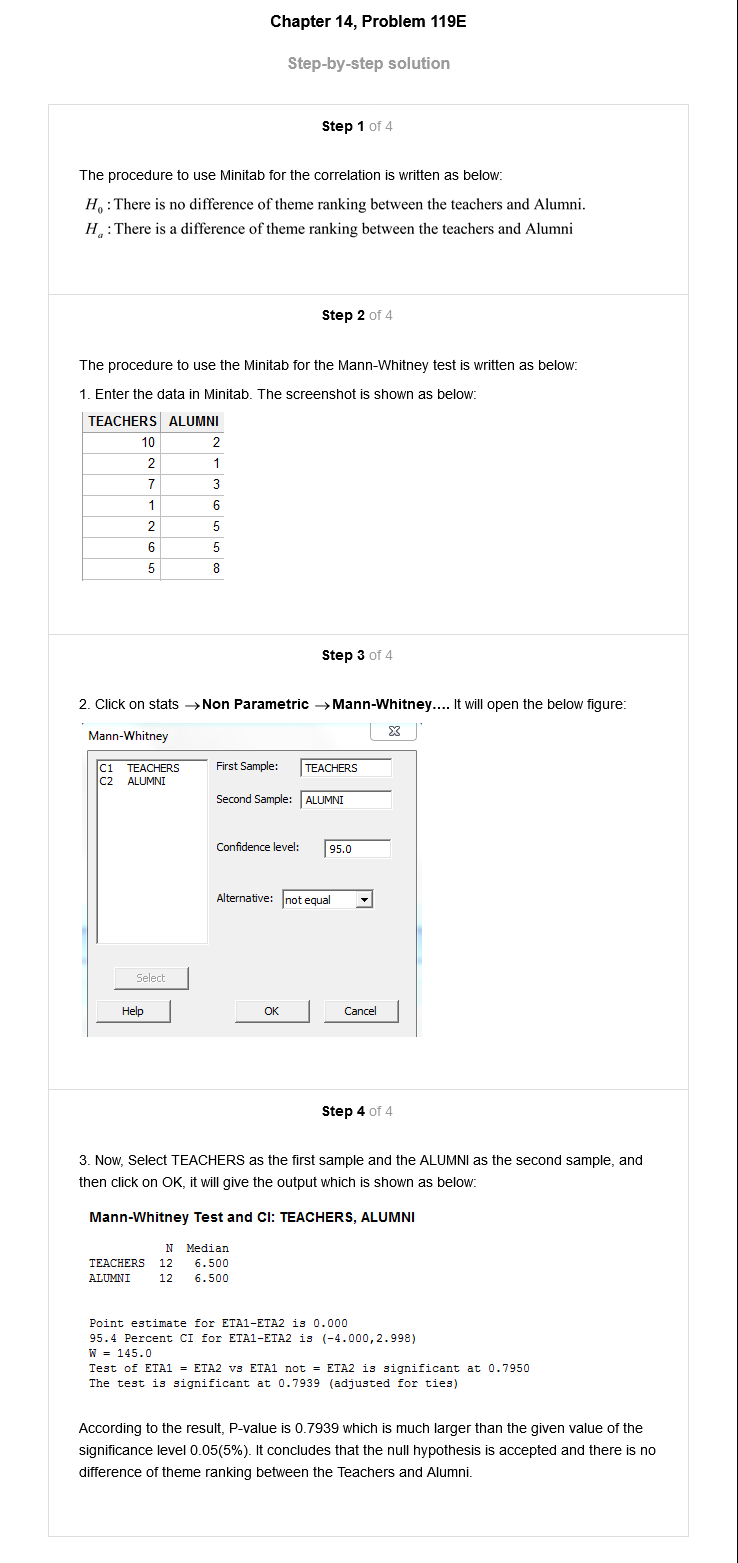 Chapter 14, Problem 119E
Step-by-step solution
Step 1 of 4
The procedure to use Minitab for the correlation is written as below:
H₀ : There is no difference of theme ranking between the teachers and Alumni.
Hₐ : There is a difference of theme ranking between the teachers and Alumni
Step 2 of 4
The procedure to use the Minitab for the Mann-Whitney test is written as below:
1. Enter the data in Minitab. The screenshot is shown as below:
TEACHERS ALUMNI
10 2
2 1
7 3
1 6
2 5
6 5
5 8
Step 3 of 4
2. Click on stats →Non Parametric →Mann-Whitney.... It will open the below figure:
Mann-Whitney
C1 TEACHERS
C2 ALUMNI
First Sample: TEACHERS
Second Sample: ALUMNI
Confidence level: 95.0
Alternative: not equal
Select
Help OK Cancel
Step 4 of 4
3. Now, Select TEACHERS as the first sample and the ALUMNI as the second sample, and
then click on OK, it will give the output which is shown as below:
Mann-Whitney Test and CI: TEACHERS, ALUMNI
N Median
TEACHERS 12 6.500
ALUMNI 12 6.500
Point estimate for ETA1-ETA2 is 0.000
95.4 Percent CI for ETA1-ETA2 is (-4.000,2.998)
W = 145.0
Test of ETA1 = ETA2 vs ETA1 not = ETA2 is significant at 0.7950
The test is significant at 0.7939 (adjusted for ties)
According to the result, P-value is 0.7939 which is much larger than the given value of the
significance level 0.05(5%). It concludes that the null hypothesis is accepted and there is no
difference of theme ranking between the Teachers and Alumni.